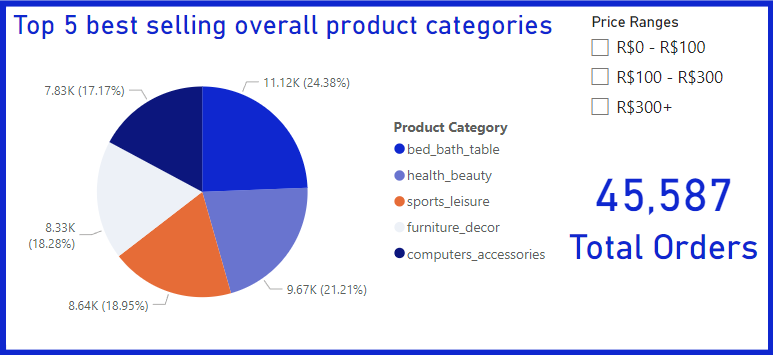 Top 5 best selling overall product categories
Price Ranges
R$0 - R$100
R$100 - R$300
R$300+
11.12K (24.38%)
7.83K (17.17%)
8.33K
(18.28%)
8.64K (18.95%)
9.67K (21.21%)
Product Category
bed_bath_table
health_beauty
sports_leisure
furniture_decor
computers_accessories
45,587
Total Orders